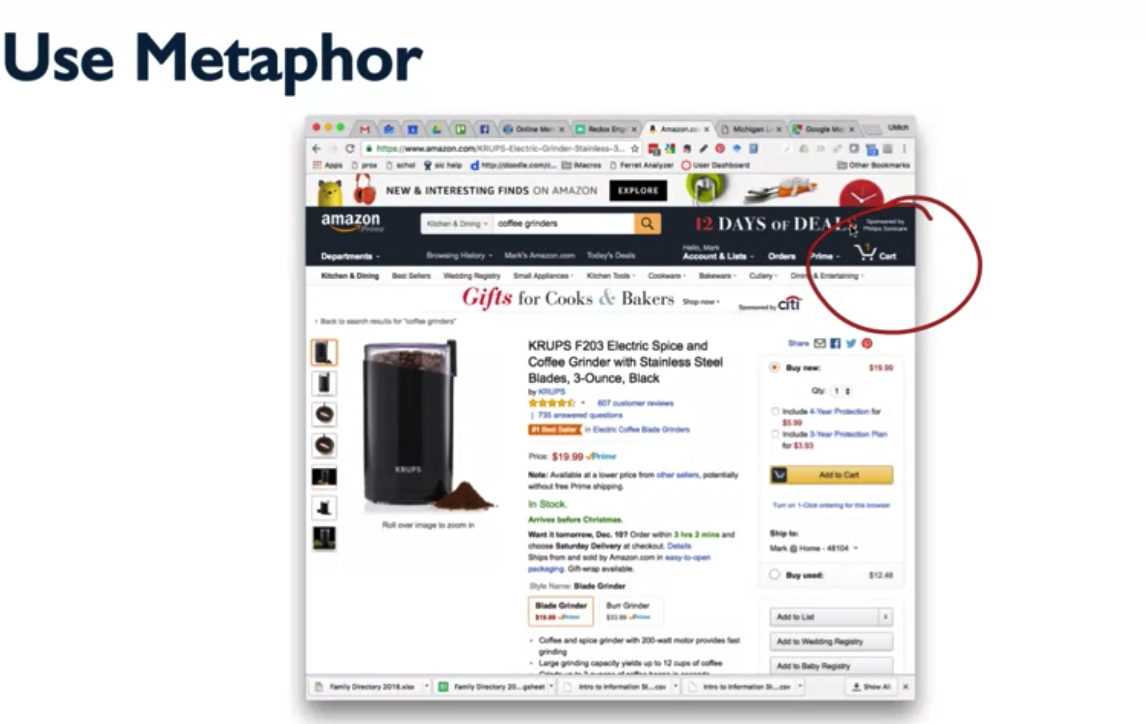 Use Metaphor
Online Me
Redox Eng
Amazon.co
Michigan L
Google Ma
UMich
https://www.amazon.com/KRUPS-Electric-Grinder-Stainless-3...
Apps prox schol sic help http://doodle.com/c... iMacros Ferret Analyzer User Dashboard Other Bookmarks
NEW & INTERESTING FINDS ON AMAZON EXPLORE
amazon Prime
Kitchen & Dining coffee grinders
12 DAYS OF DEALS
Sponsored by
Philips Sonicare
Departments
Browsing History Mark's Amazon.com Today's Deals
Hello, Mark
Account & Lists Orders Prime 1 Cart
Kitchen & Dining Best Sellers Wedding Registry Small Appliances Kitchen Tools Cookware Bakeware Cutlery Dining & Entertaining
Gifts for Cooks & Bakers Shop now Sponsored by citi
‹ Back to search results for "coffee grinders"
KRUPS
Roll over image to zoom in
KRUPS F203 Electric Spice and
Coffee Grinder with Stainless Steel
Blades, 3-Ounce, Black
by KRUPS
607 customer reviews
| 735 answered questions
#1 Best Seller in Electric Coffee Blade Grinders
Price: $19.99 Prime
Note: Available at a lower price from other sellers, potentially
without free Prime shipping.
In Stock.
Arrives before Christmas.
Want it tomorrow, Dec. 10? Order within 3 hrs 2 mins and
choose Saturday Delivery at checkout. Details
Ships from and sold by Amazon.com in easy-to-open
packaging. Gift-wrap available.
Style Name: Blade Grinder
Blade Grinder
$19.99 Prime
Burr Grinder
$33.99 Prime
• Coffee and spice grinder with 200-watt motor provides fast
grinding
• Large grinding capacity yields up to 12 cups of coffee
Share
Buy new: $19.99
Qty: 1
Include 4-Year Protection for
$5.99
Include 3-Year Protection Plan
for $3.93
Add to Cart
Turn on 1-Click ordering for this browser
Ship to:
Mark @ Home - 48104
Buy used: $12.48
Add to List
Add to Wedding Registry
Add to Baby Registry
Family Directory 2016.xlsx Family Directory 20....gsheet Intro to Information St....csv Intro to Information St....csv Show All